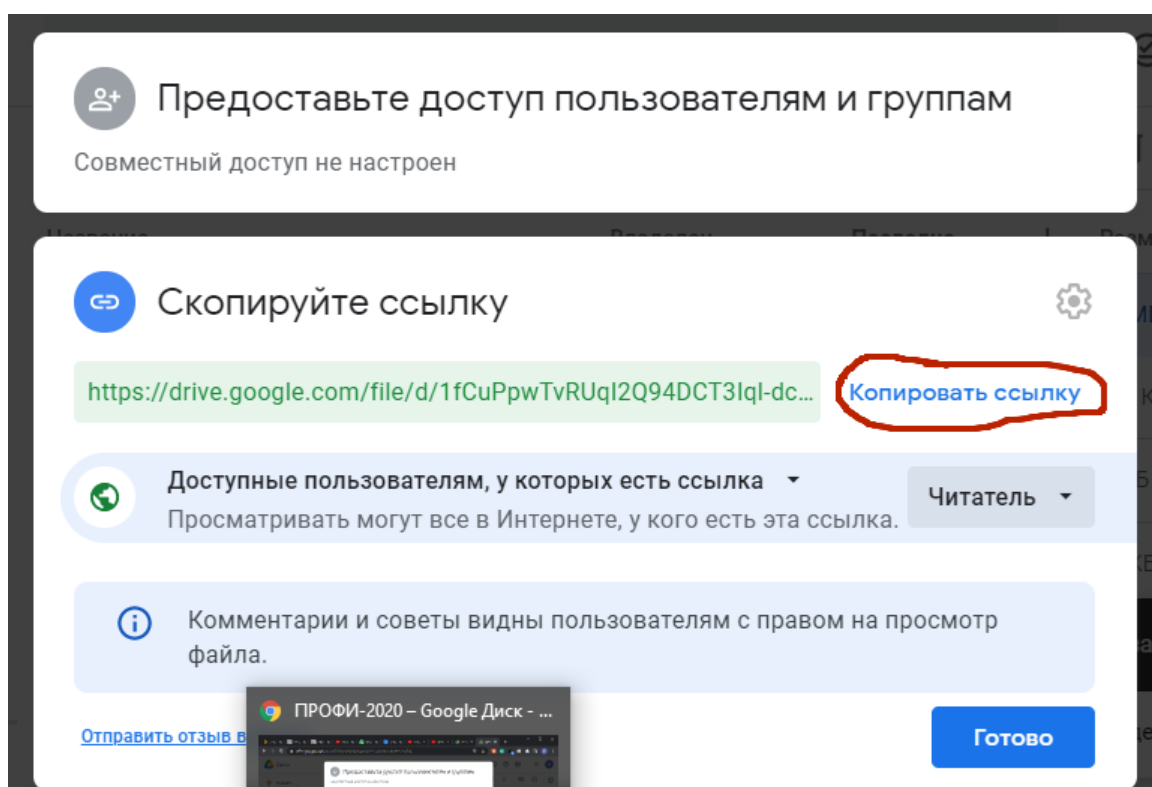 Предоставьте доступ пользователям и группам
Совместный доступ не настроен
Скопируйте ссылку
https://drive.google.com/file/d/1fCuPpwTvRUqI2Q94DCT3Iql-dc...
Копировать ссылку
Доступные пользователям, у которых есть ссылка
Читатель
Просматривать могут все в Интернете, у кого есть эта ссылка.
Комментарии и советы видны пользователям с правом на просмотр
файла.
ПРОФИ-2020 – Google Диск - ...
Отправить отзыв в
Готово